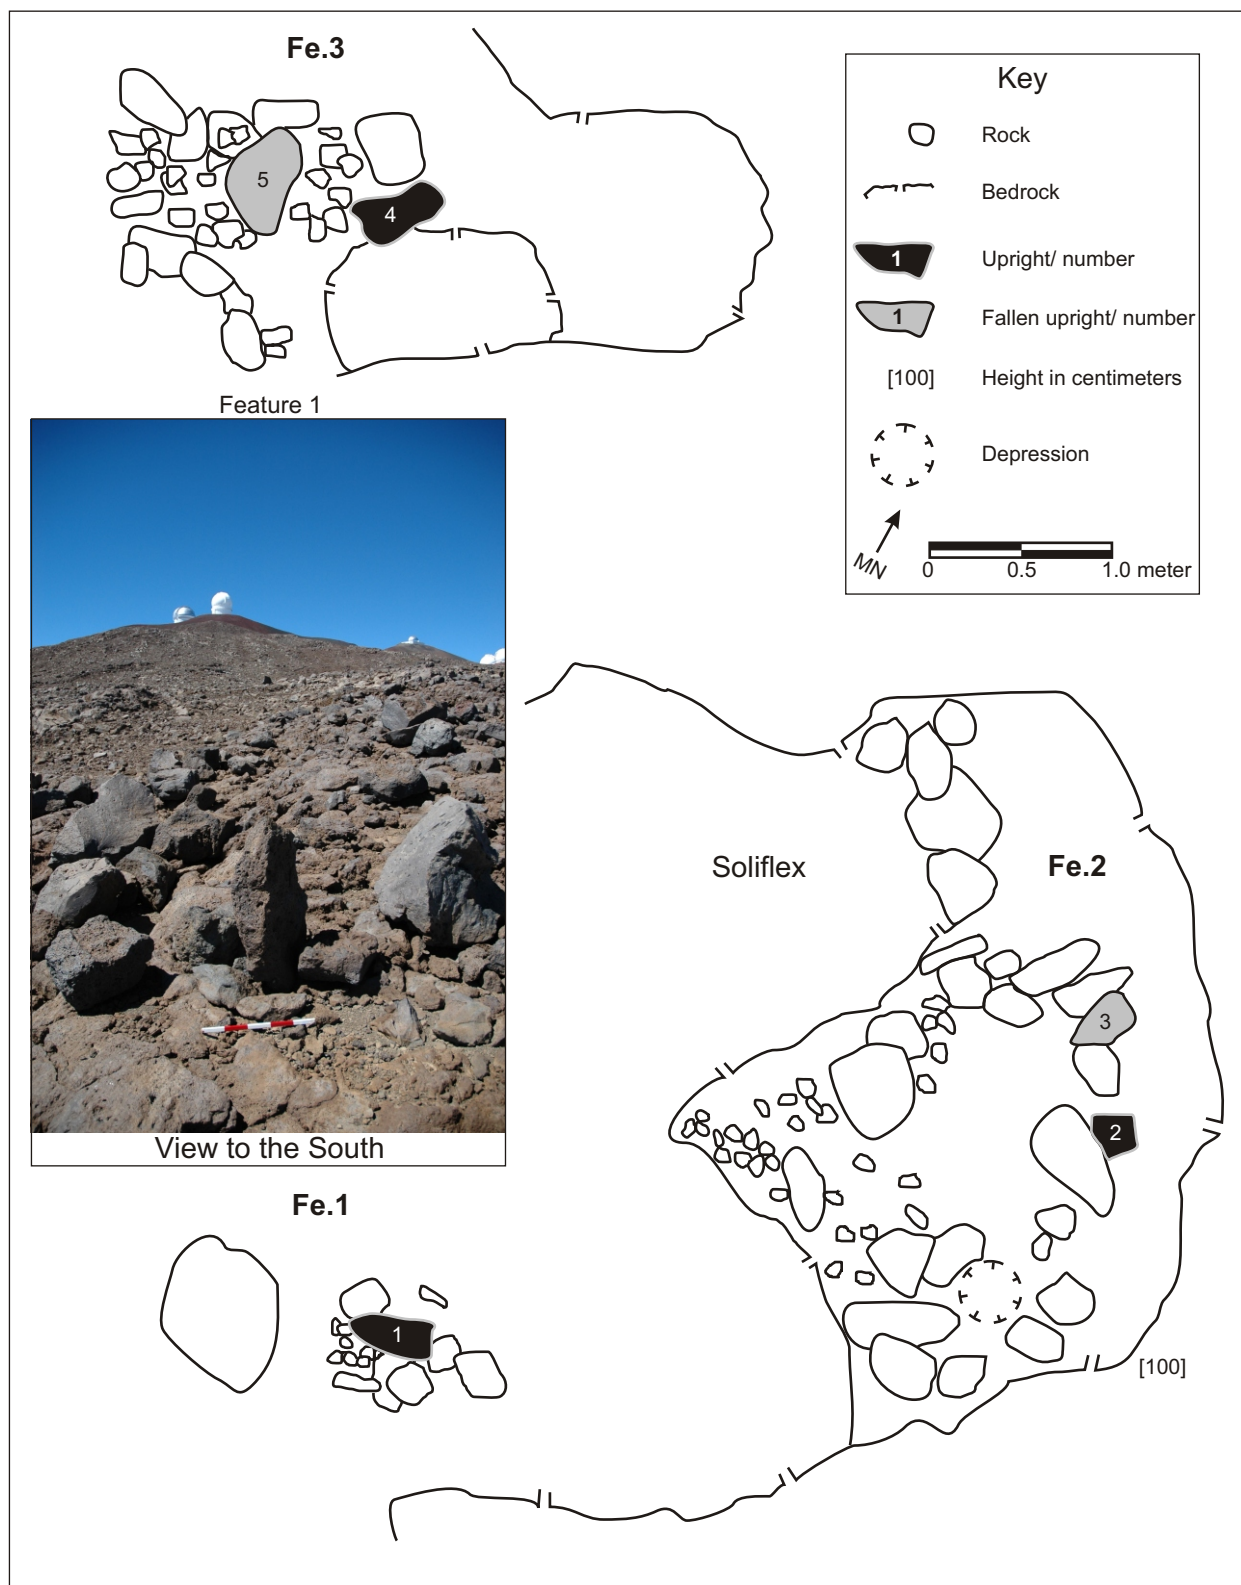 Fe.3
5
4
Key
Rock
Bedrock
1 Upright/ number
1 Fallen upright/ number
[100] Height in centimeters
Depression
MN
0 0.5 1.0 meter
Feature 1
View to the South
Soliflex
Fe.2
3
2
[100]
Fe.1
1